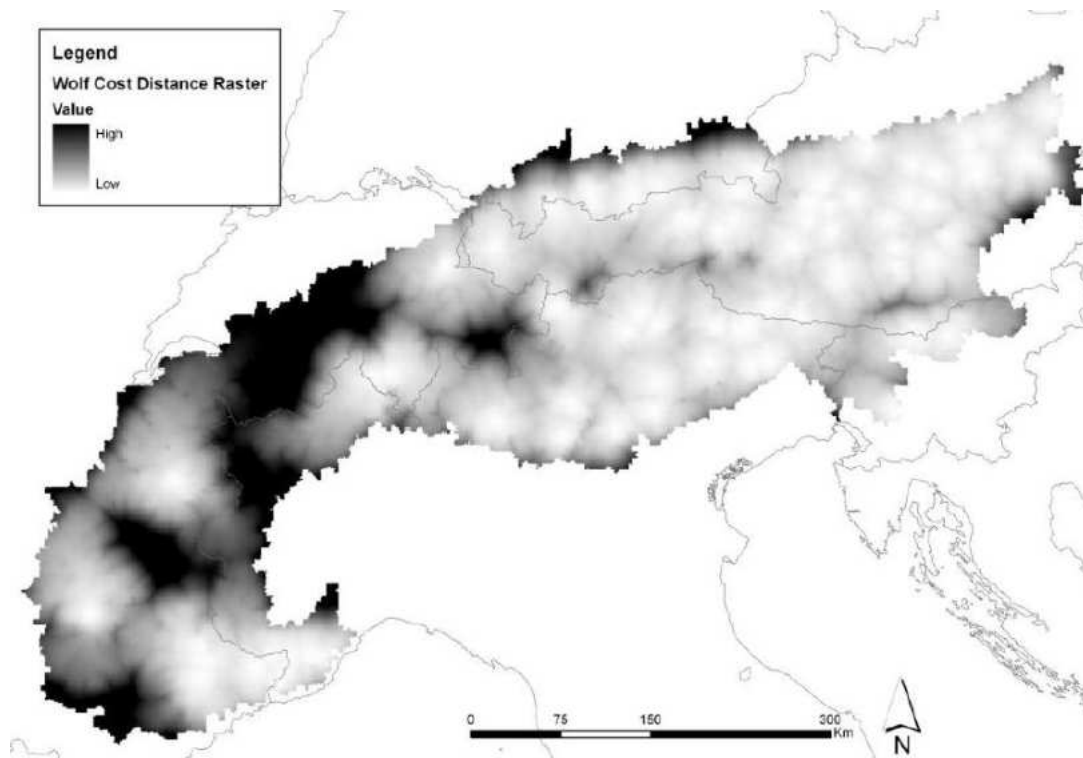 Legend
Wolf Cost Distance Raster
Value
High
Low
0 75 150 300
Km
N